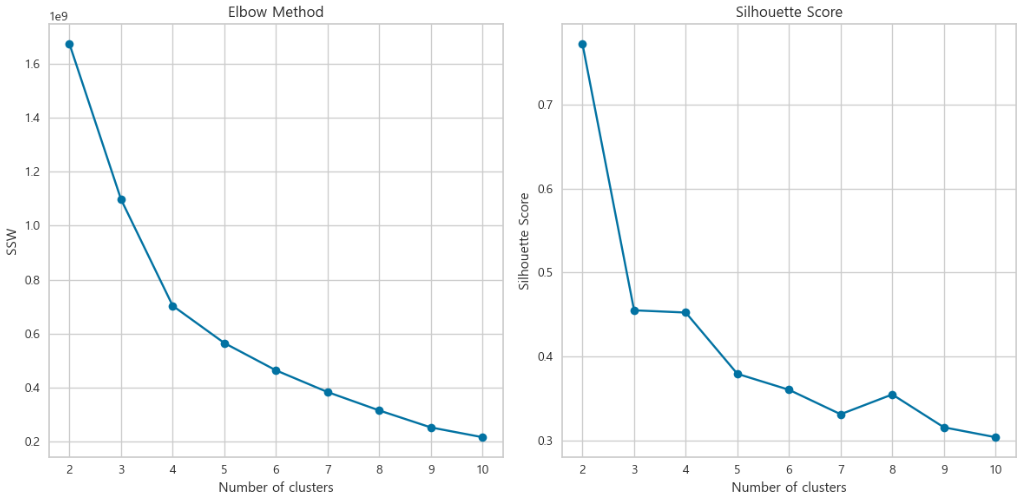 Elbow Method
1e9
1.6
1.4
1.2
1.0
0.8
0.6
0.4
0.2
SSW
2 3 4 5 6 7 8 9 10
Number of clusters
Silhouette Score
0.7
0.6
0.5
0.4
0.3
Silhouette Score
2 3 4 5 6 7 8 9 10
Number of clusters